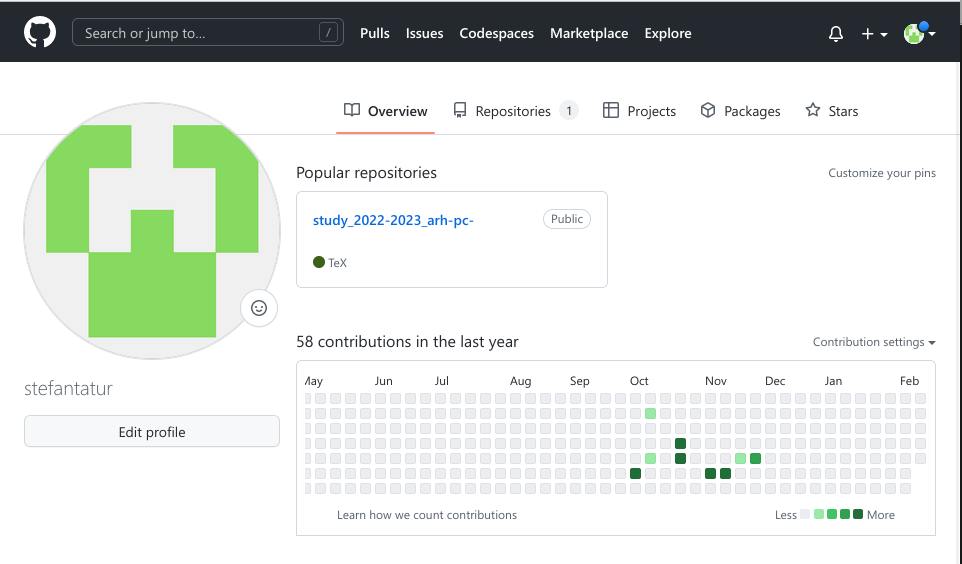 Search or jump to... / Pulls Issues Codespaces Marketplace Explore
Overview Repositories 1 Projects Packages Stars
stefantatur
Edit profile
Popular repositories Customize your pins
study_2022-2023_arh-pc- Public
TeX
58 contributions in the last year Contribution settings
May Jun Jul Aug Sep Oct Nov Dec Jan Feb
Learn how we count contributions Less More